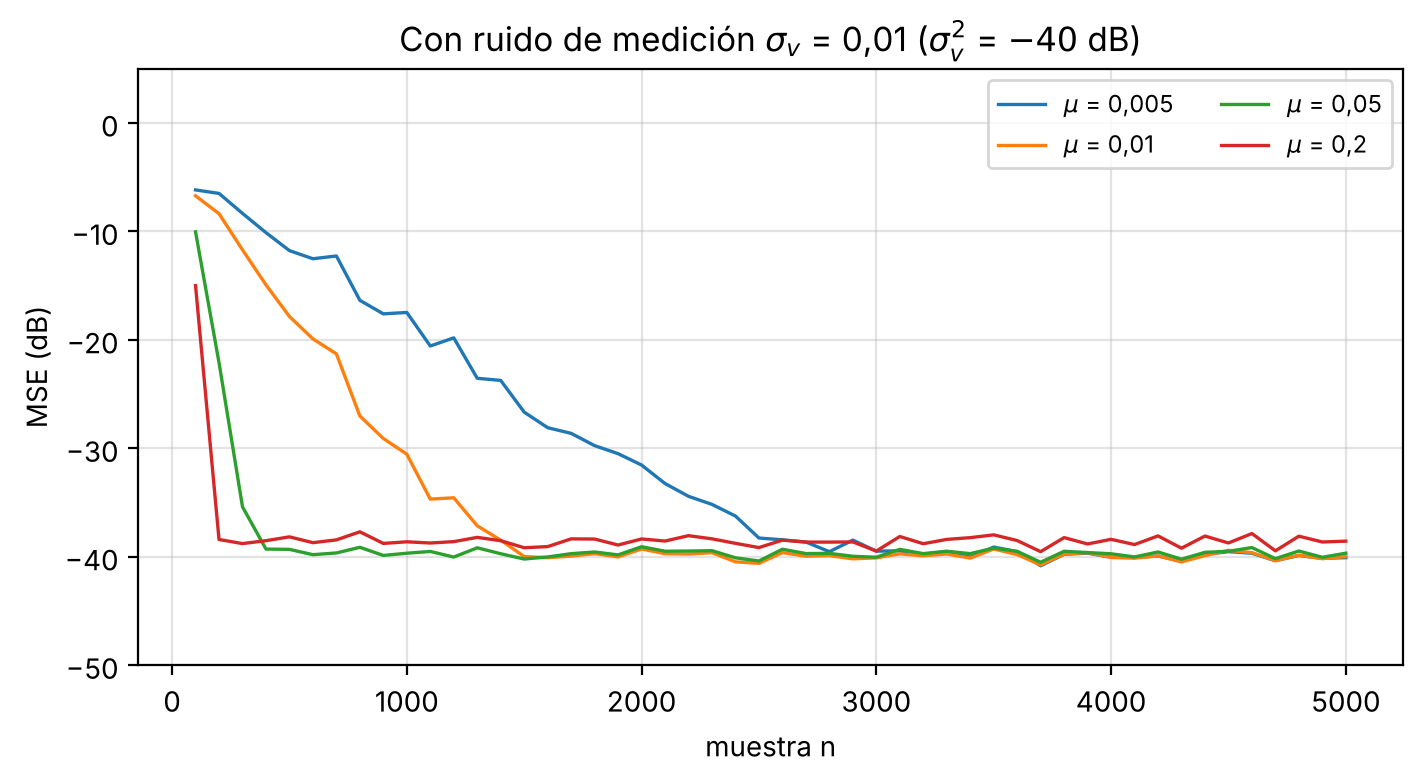 Con ruido de medición σᵥ = 0,01 (σᵥ² = −40 dB)
μ = 0,005
μ = 0,01
μ = 0,05
μ = 0,2
MSE (dB)
0
−10
−20
−30
−40
−50
0 1000 2000 3000 4000 5000
muestra n